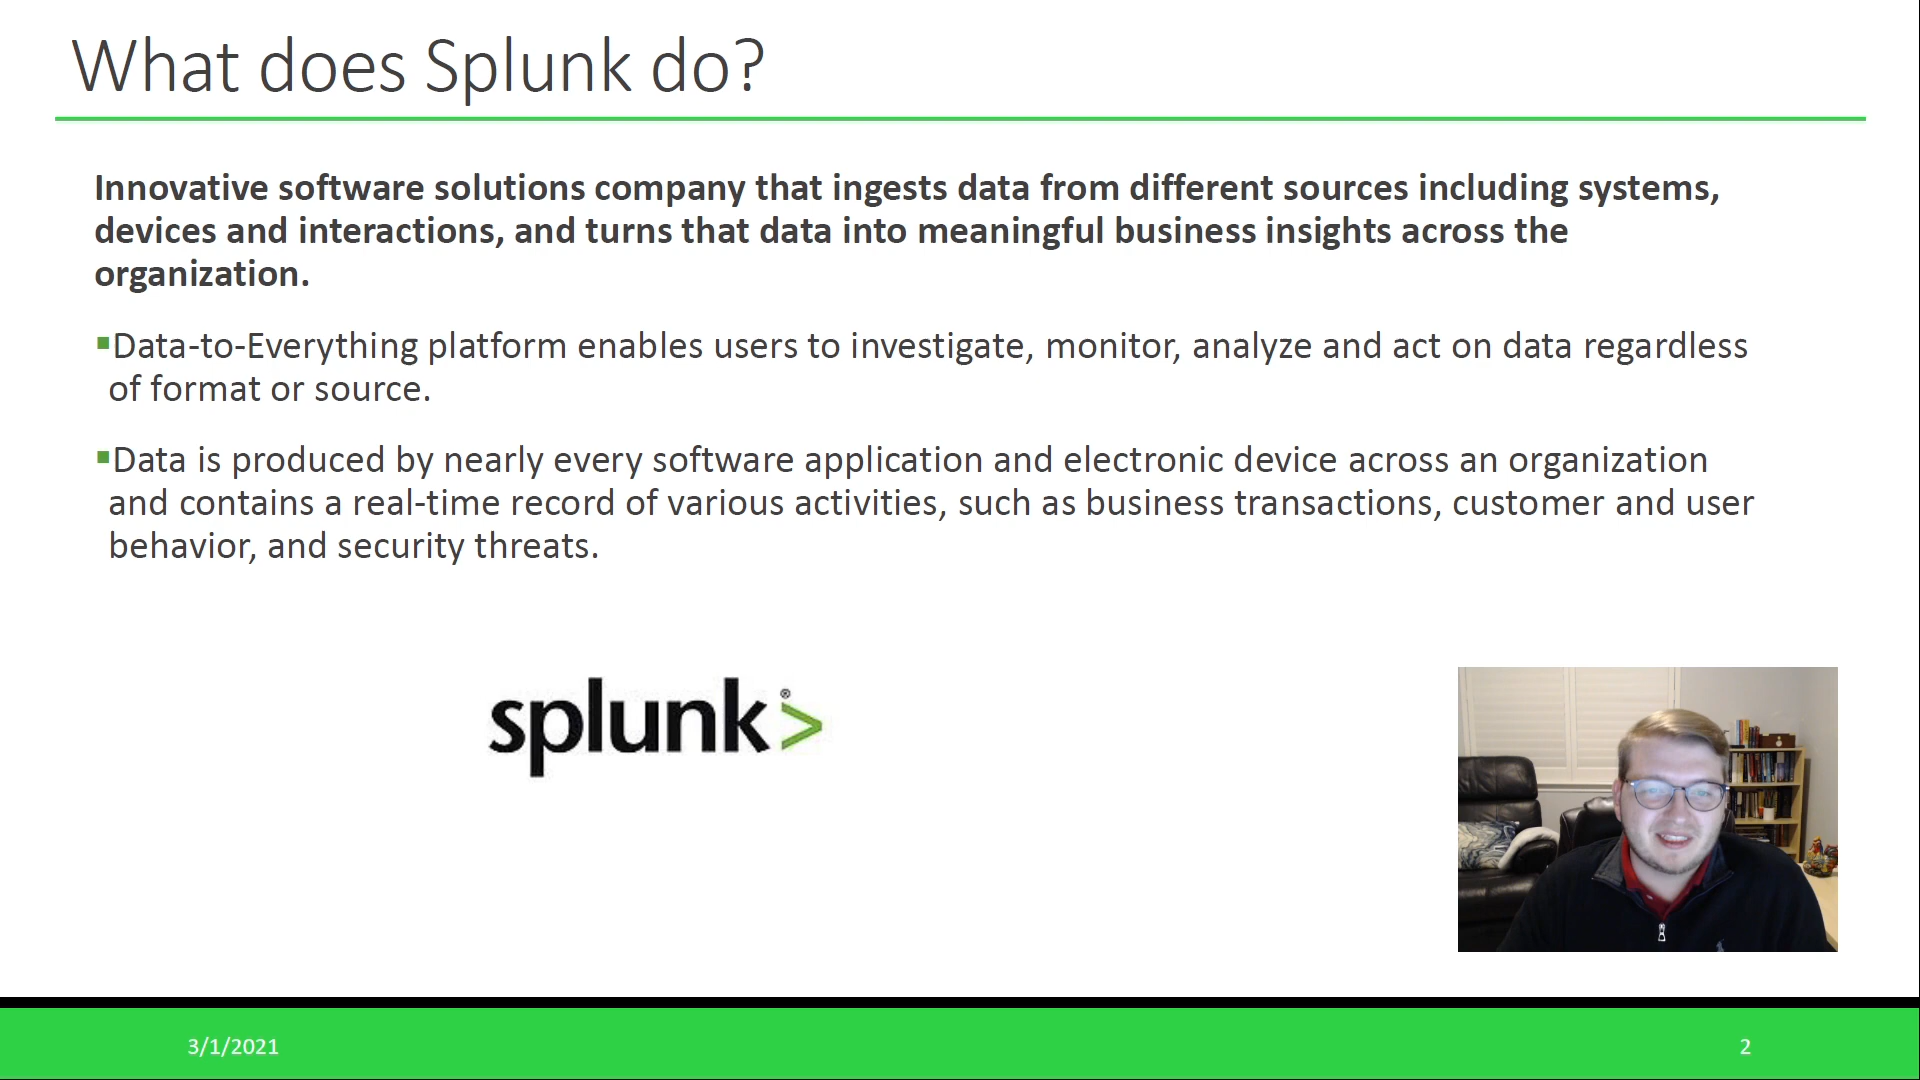 What does Splunk do?
Innovative software solutions company that ingests data from different sources including systems,
devices and interactions, and turns that data into meaningful business insights across the
organization.
▪Data-to-Everything platform enables users to investigate, monitor, analyze and act on data regardless
of format or source.
▪Data is produced by nearly every software application and electronic device across an organization
and contains a real-time record of various activities, such as business transactions, customer and user
behavior, and security threats.
splunk>®
3/1/2021
2